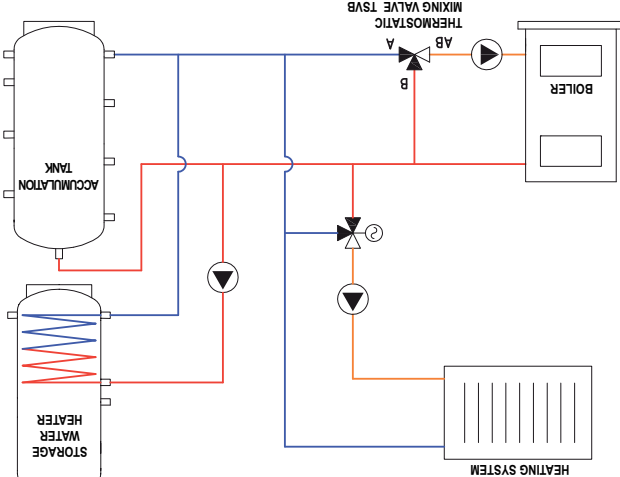 HEATING SYSTEM
STORAGE
WATER
HEATER
ACCUMULATION
TANK
BOILER
B
A
AB
THERMOSTATIC
MIXING VALVE TSVB